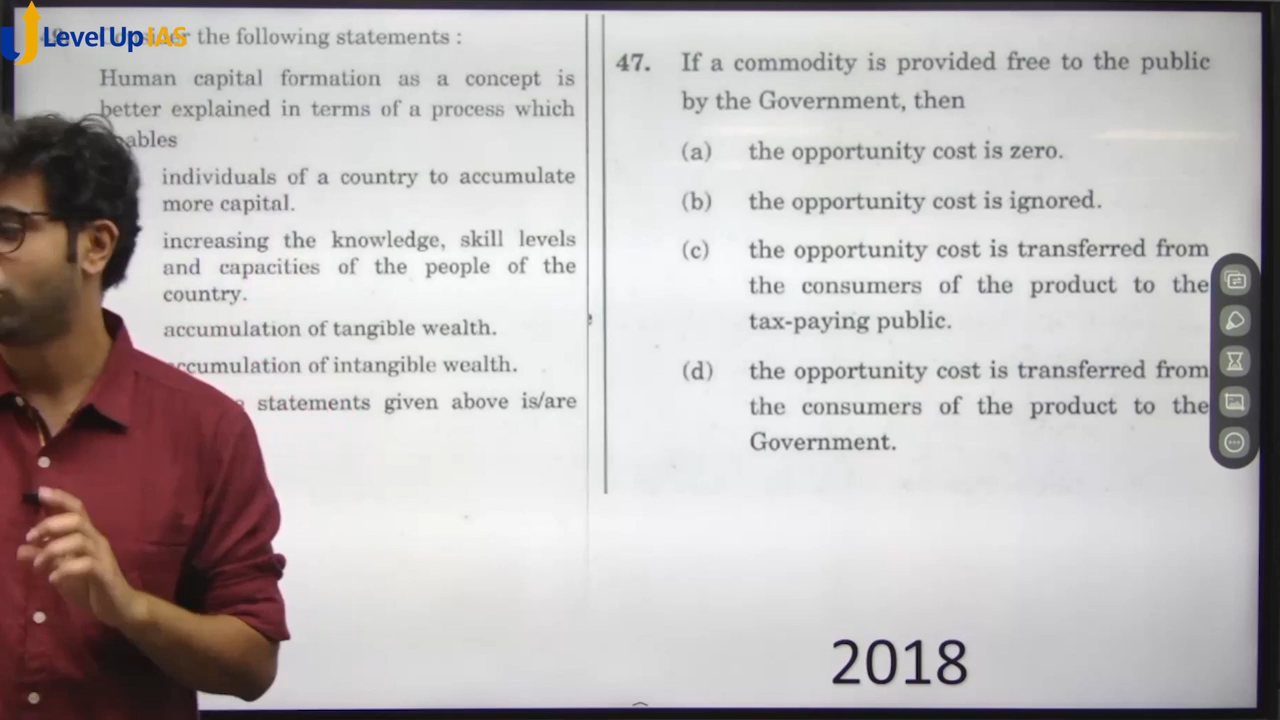 Level Up IAS
the following statements :
Human capital formation as a concept is
better explained in terms of a process which
individuals of a country to accumulate
more capital.
increasing the knowledge, skill levels
and capacities of the people of the
country.
accumulation of tangible wealth.
accumulation of intangible wealth.
statements given above is/are
47. If a commodity is provided free to the public
by the Government, then
(a) the opportunity cost is zero.
(b) the opportunity cost is ignored.
(c) the opportunity cost is transferred from
the consumers of the product to the
tax-paying public.
(d) the opportunity cost is transferred from
the consumers of the product to the
Government.
2018